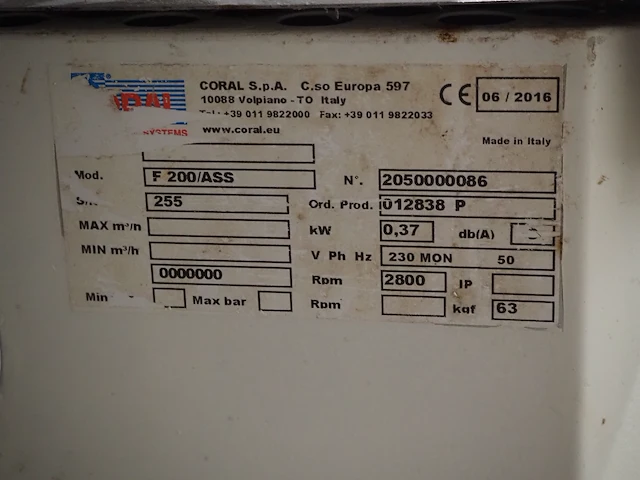 CORAL S.p.A. C.so Europa 597
10088 Volpiano - TO Italy
+39 011 9822000 Fax: +39 011 9822033
SYSTEMS www.coral.eu
CE 06 / 2016
Made in Italy
Mod. F 200/ASS N°. 2050000086
255 Ord. Prod. 012838 P
MAX m³/h kW 0,37 db(A)
MIN m³/h V Ph Hz 230 MON 50
0000000 Rpm 2800 IP
Min Max bar Rpm kgf 63